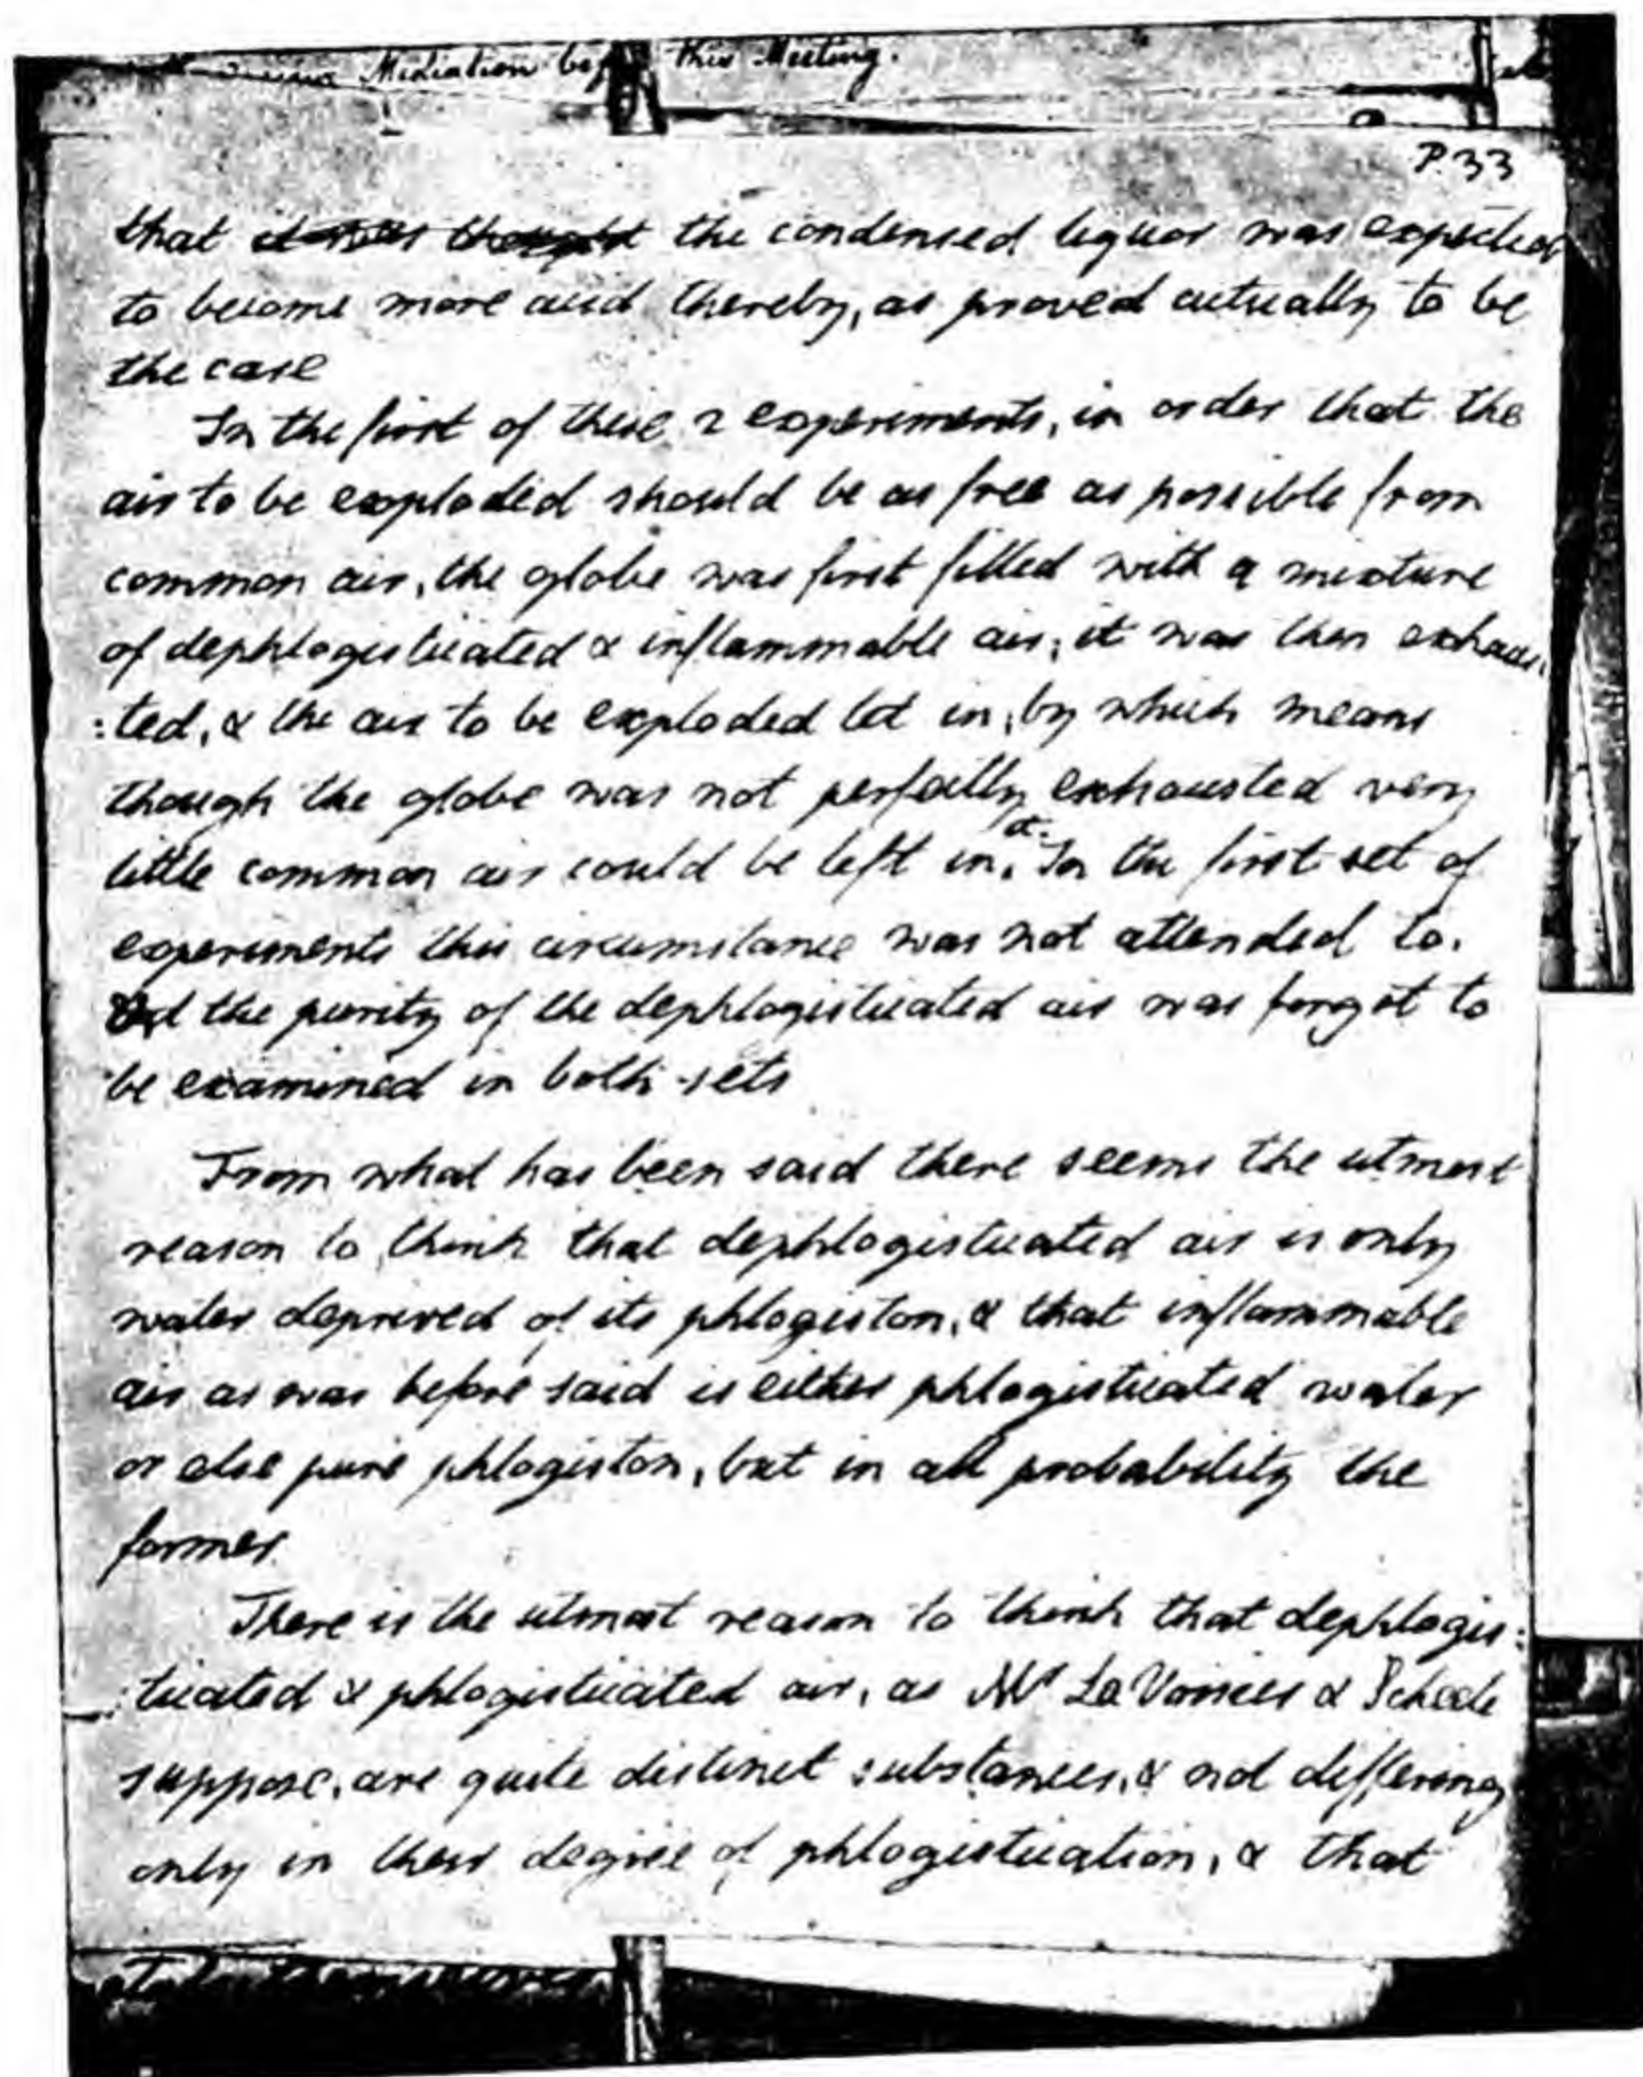 Mediation this Meeting.
P. 33
that it was thought the condensed liquor was expected
to become more acid thereby, as proved actually to be
the case
In the first of these 2 experiments, in order that the
air to be exploded should be as free as possible from
common air, the globe was first filled with a mixture
of dephlogisticated & inflammable air; it was then exhaus:
:ted, & the air to be exploded let in, by which means
though the globe was not perfectly exhausted very
little common air could be left in it. In the first set of
experiments this circumstance was not attended to.
& the purity of the dephlogisticated air was forgot to
be examined in both sets
From what has been said there seems the utmost
reason to think that dephlogisticated air is only
water deprived of its phlogiston, & that inflammable
air as was before said is either phlogisticated water
or else pure phlogiston, but in all probability the
former.
There is the utmost reason to think that dephlogis:
:ticated & phlogisticated air, as Mr La Voisier & Scheele
suppose, are quite distinct substances, & not differing
only in their degree of phlogistication, & that